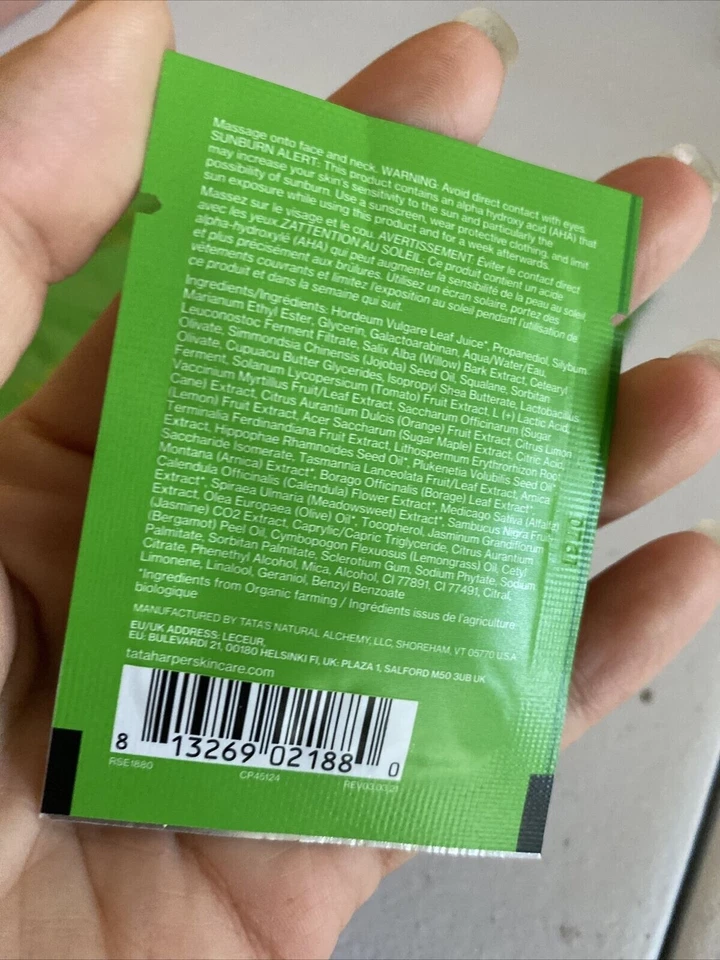 Massage onto face and neck. WARNING: Avoid direct contact with eyes.
SUNBURN ALERT: This product contains an alpha hydroxy acid (AHA) that
may increase your skin's sensitivity to the sun and particularly the
possibility of sunburn. Use a sunscreen, wear protective clothing, and limit
sun exposure while using this product and for a week afterwards.
Massez sur le visage et le cou. AVERTISSEMENT: Eviter le contact direct
avec les yeux. ZATTENTION AU SOLEIL: Ce produit contient un acide
alpha-hydroxylé (AHA) qui peut augmenter la sensibilité de la peau au soleil
et plus précisément aux brûlures. Utilisez un écran solaire, portez des
vêtements couvrants et limitez l'exposition au soleil pendant l'utilisation de
ce produit et dans la semaine qui suit.
Ingredients/Ingrédients: Hordeum Vulgare Leaf Juice*, Propanediol, Silybum
Marianum Ethyl Ester, Glycerin, Galactoarabinan, Aqua/Water/Eau,
Leuconostoc Ferment Filtrate, Salix Alba (Willow) Bark Extract, Cetearyl
Olivate, Simmondsia Chinensis (Jojoba) Seed Oil, Squalane, Sorbitan
Olivate, Cupuacu Butter Glycerides, Isopropyl Shea Butterate, Lactobacillus
Ferment, Solanum Lycopersicum (Tomato) Fruit Extract, L (+) Lactic Acid,
Vaccinium Myrtillus Fruit/Leaf Extract, Saccharum Officinarum (Sugar
Cane) Extract, Citrus Aurantium Dulcis (Orange) Fruit Extract, Citrus Limon
(Lemon) Fruit Extract, Acer Saccharum (Sugar Maple) Extract, Citric Acid,
Terminalia Ferdinandiana Fruit Extract, Lithospermum Erythrorhizon Root
Extract, Hippophae Rhamnoides Seed Oil*, Plukenetia Volubilis Seed Oil*,
Saccharide Isomerate, Tasmannia Lanceolata Fruit/Leaf Extract, Arnica
Montana (Arnica) Extract*, Borago Officinalis (Borage) Leaf Extract*,
Calendula Officinalis (Calendula) Flower Extract*, Medicago Sativa (Alfalfa)
Extract*, Spiraea Ulmaria (Meadowsweet) Extract*, Sambucus Nigra Fruit
Extract, Olea Europaea (Olive) Oil*, Tocopherol, Jasminum Grandiflorum
(Jasmine) CO2 Extract, Caprylic/Capric Triglyceride, Citrus Aurantium
(Bergamot) Peel Oil, Cymbopogon Flexuosus (Lemongrass) Oil, Cetyl
Palmitate, Sorbitan Palmitate, Sclerotium Gum, Sodium Phytate, Sodium
Citrate, Phenethyl Alcohol, Mica, Alcohol, CI 77891, CI 77491, Citral,
Limonene, Linalool, Geraniol, Benzyl Benzoate
*Ingredients from Organic farming / Ingrédients issus de l'agriculture
biologique
MANUFACTURED BY TATA'S NATURAL ALCHEMY, LLC, SHOREHAM, VT 05770 U.S.A
EU/UK ADDRESS: LECEUR,
EU: BULEVARDI 21, 00180 HELSINKI FI, UK: PLAZA 1, SALFORD M50 3UB UK
tataharperskincare.com
8 13269 02188 0
RSE1880 CP46124